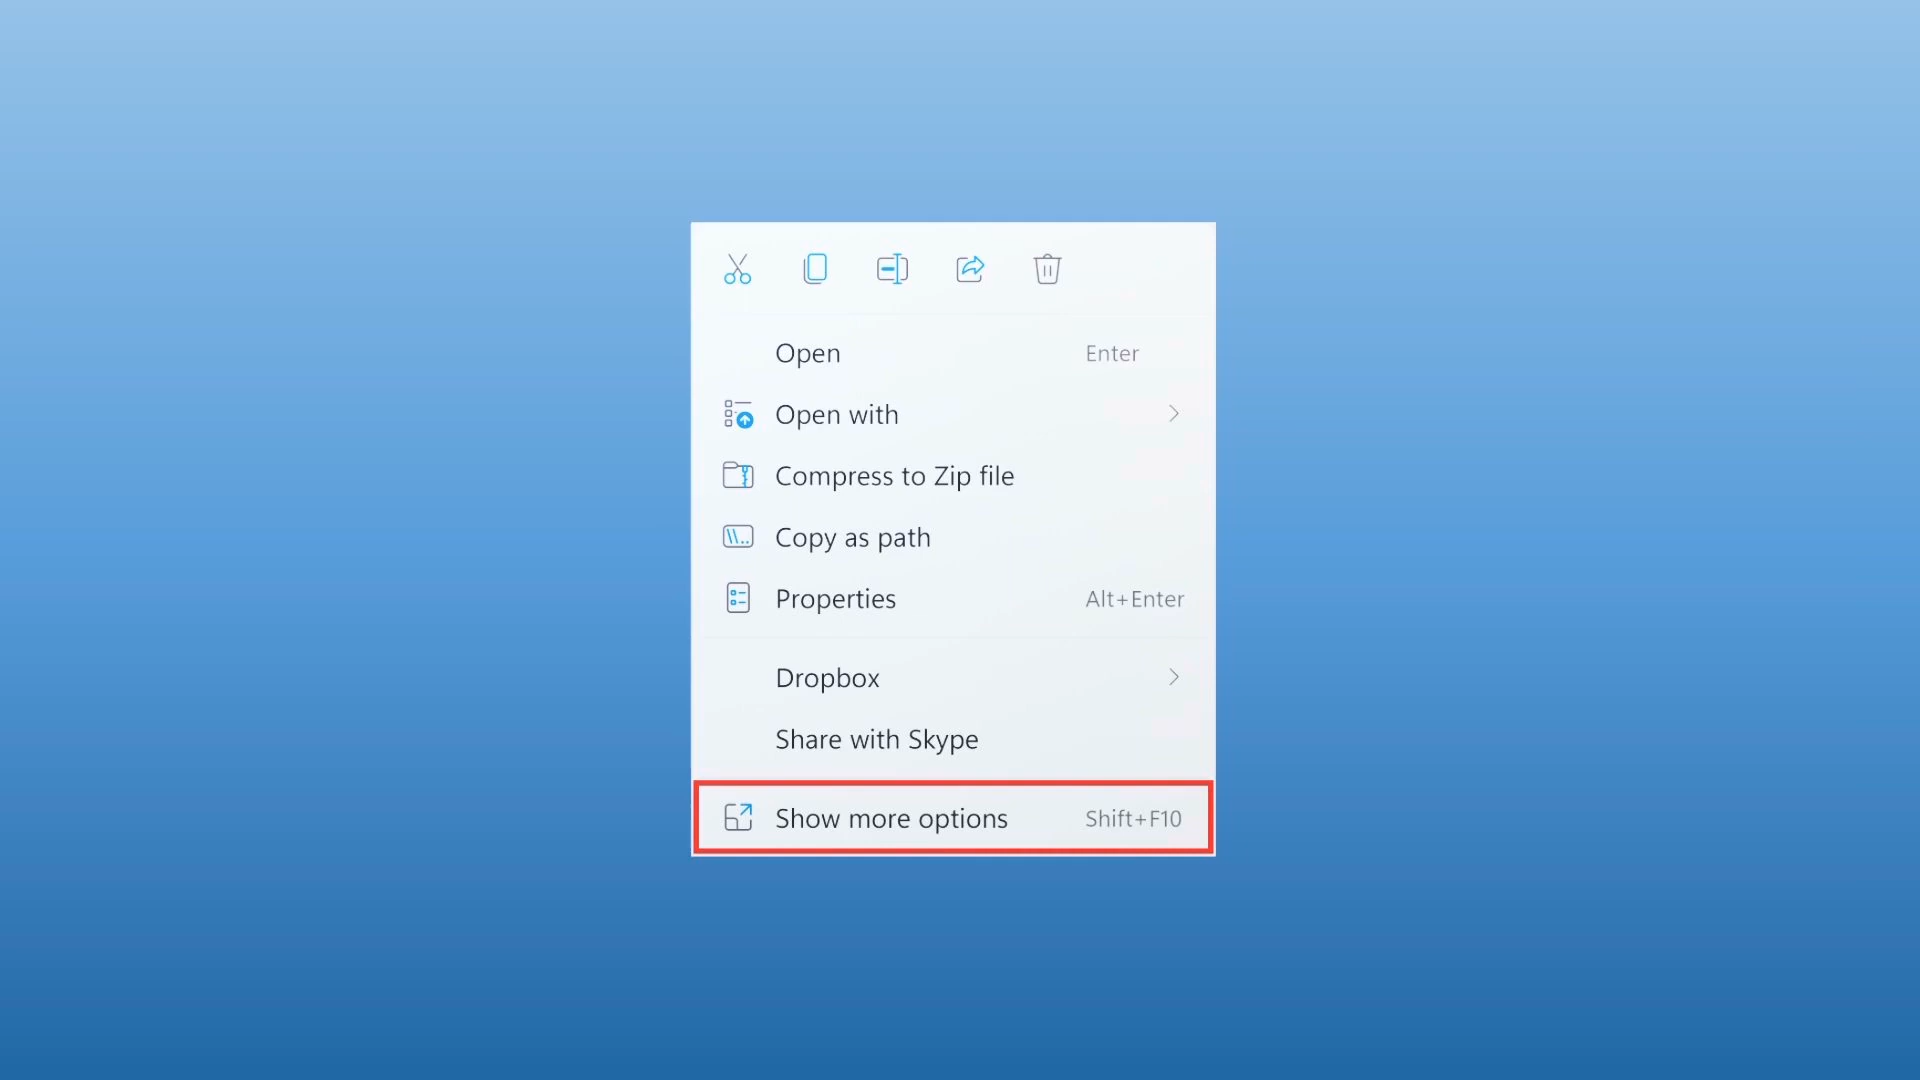 Open Enter
Open with
Compress to Zip file
Copy as path
Properties Alt+Enter
Dropbox
Share with Skype
Show more options Shift+F10